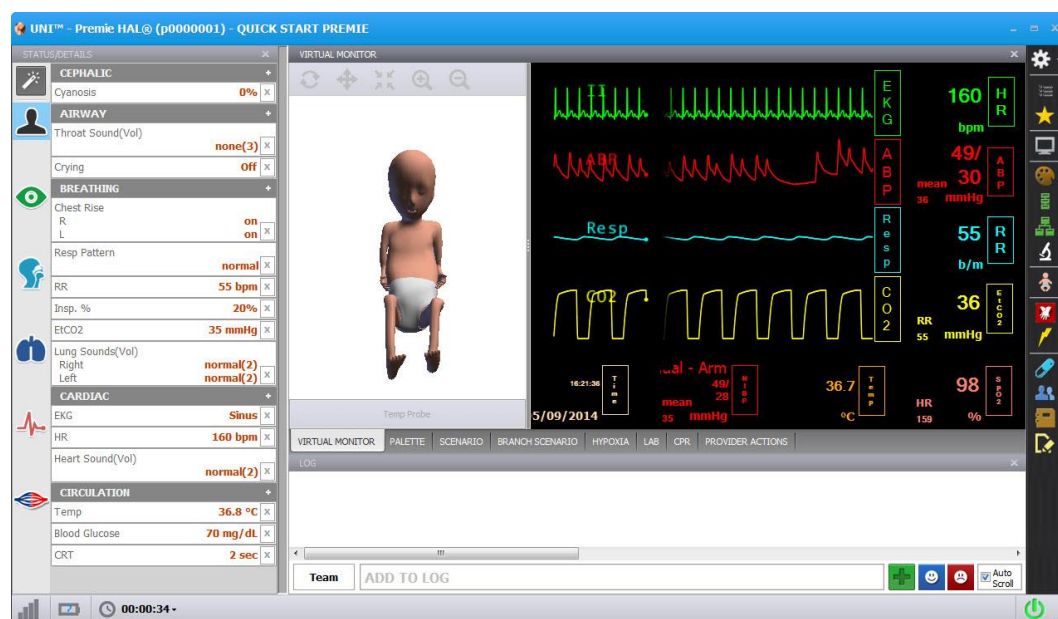 UNI™ - Premie HAL® (p0000001) - QUICK START PREMIE
STATUS/DETAILS
CEPHALIC
Cyanosis 0%
AIRWAY
Throat Sound(Vol)
none(3)
Crying Off
BREATHING
Chest Rise
R on
L on
Resp Pattern
normal
RR 55 bpm
Insp. % 20%
EtCO2 35 mmHg
Lung Sounds(Vol)
Right normal(2)
Left normal(2)
CARDIAC
EKG Sinus
HR 160 bpm
Heart Sound(Vol)
normal(2)
CIRCULATION
Temp 36.8 °C
Blood Glucose 70 mg/dL
CRT 2 sec
00:00:34
VIRTUAL MONITOR
Temp Probe
II
EKG
160
HR
bpm
ABP
ABP
49/
30
mean
36 mmHg
ABP
Resp
Resp
55
RR
b/m
CO2
CO2
36
EtCO2
RR
55 mmHg
16:21:36
Time
5/09/2014
ual - Arm
49/
28
mean
35 mmHg
NIBP
36.7
Temp
°C
98
SPO2
HR
159 %
VIRTUAL MONITOR PALETTE SCENARIO BRANCH SCENARIO HYPOXIA LAB CPR PROVIDER ACTIONS
LOG
Team ADD TO LOG
Auto
Scroll